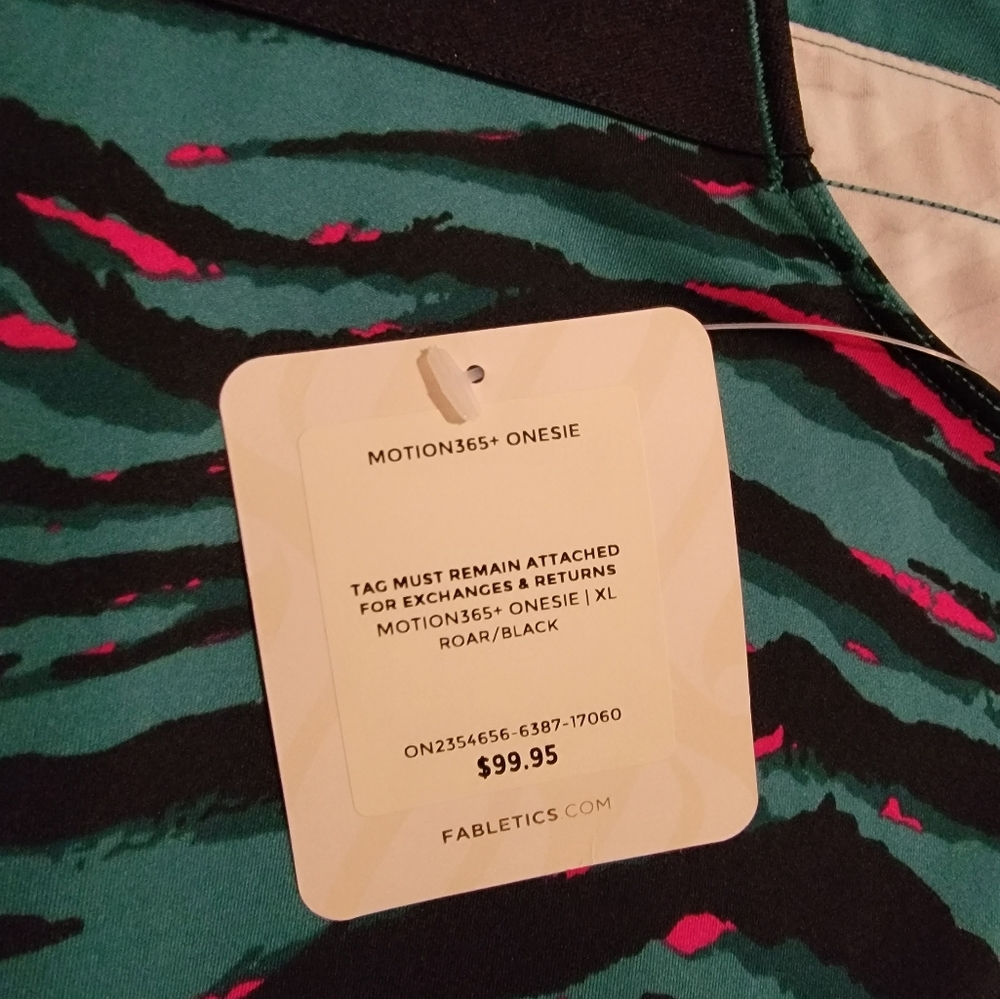 MOTION365+ ONESIE
TAG MUST REMAIN ATTACHED
FOR EXCHANGES & RETURNS
MOTION365+ ONESIE | XL
ROAR/BLACK
ON2354656-6387-17060
$99.95
FABLETICS.COM